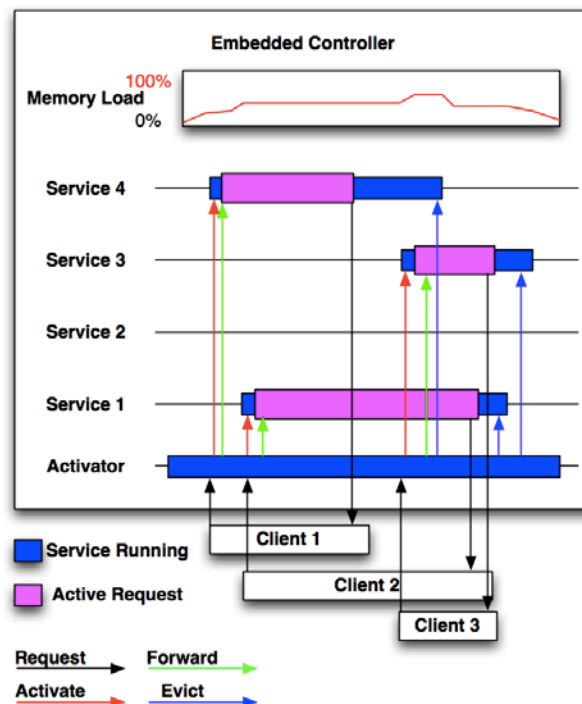 Embedded Controller
100%
Memory Load
0%
Service 4
Service 3
Service 2
Service 1
Activator
Client 1
Service Running
Client 2
Active Request
Client 3
Request
Forward
Activate
Evict